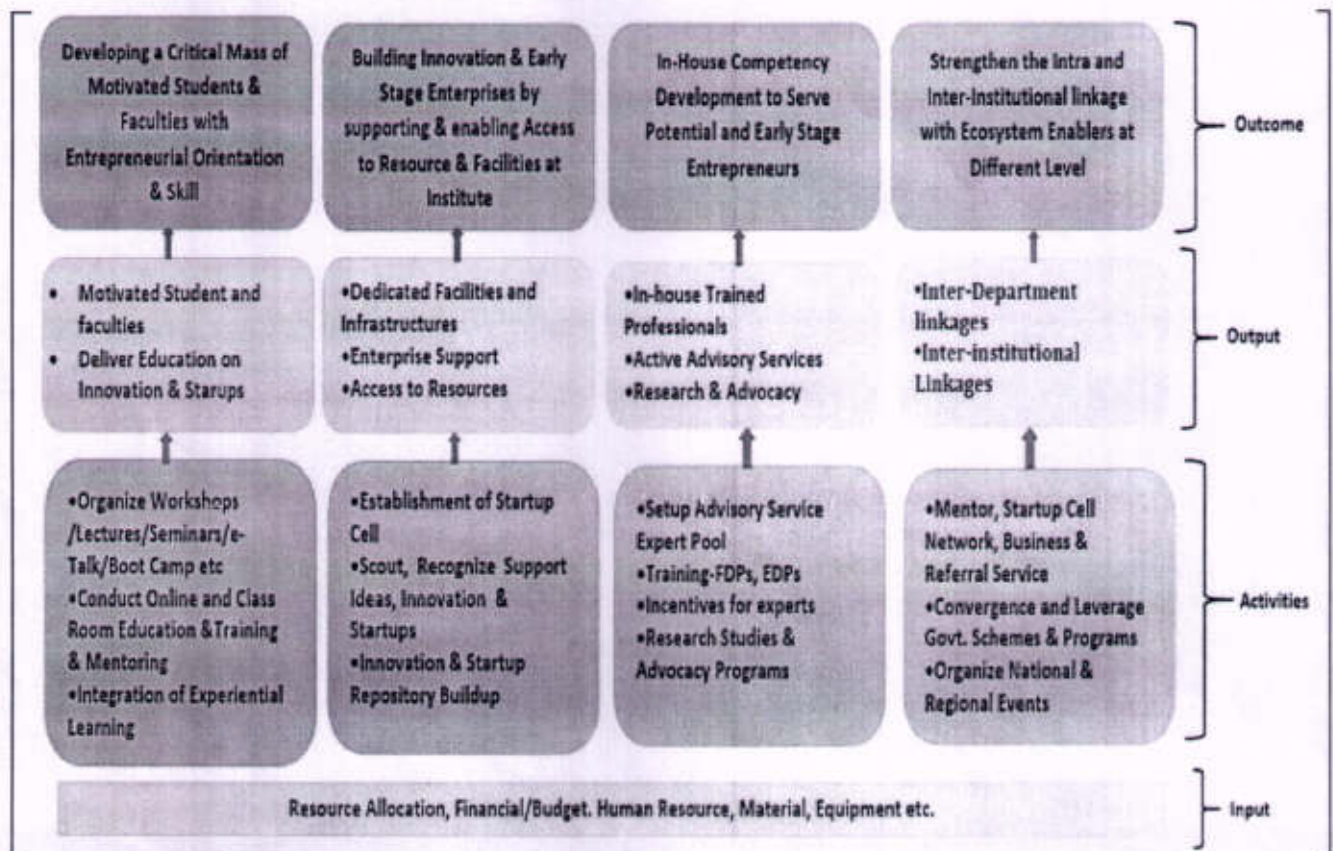 Developing a Critical Mass of
Motivated Students &
Faculties with
Entrepreneurial Orientation
& Skill
Building Innovation & Early
Stage Enterprises by
supporting & enabling Access
to Resource & Facilities at
Institute
In-House Competency
Development to Serve
Potential and Early Stage
Entrepreneurs
Strengthen the Intra and
Inter-Institutional linkage
with Ecosystem Enablers at
Different Level
Outcome
• Motivated Student and
faculties
• Deliver Education on
Innovation & Startups
•Dedicated Facilities and
Infrastructures
•Enterprise Support
•Access to Resources
•In-house Trained
Professionals
•Active Advisory Services
•Research & Advocacy
•Inter-Department
linkages
•Inter-institutional
Linkages
Output
•Organize Workshops
/Lectures/Seminars/e-
Talk/Boot Camp etc
•Conduct Online and Class
Room Education &Training
& Mentoring
•Integration of Experiential
Learning
•Establishment of Startup
Cell
•Scout, Recognize Support
Ideas, Innovation &
Startups
•Innovation & Startup
Repository Buildup
•Setup Advisory Service
Expert Pool
•Training-FDPs, EDPs
•Incentives for experts
•Research Studies &
Advocacy Programs
•Mentor, Startup Cell
Network, Business &
Referral Service
•Convergence and Leverage
Govt. Schemes & Programs
•Organize National &
Regional Events
Activities
Resource Allocation, Financial/Budget. Human Resource, Material, Equipment etc.
Input